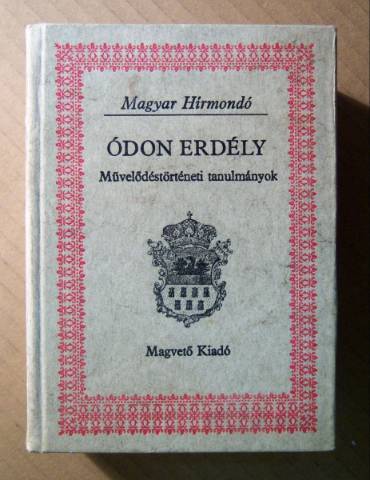 Magyar Hírmondó
ÓDON ERDÉLY
Művelődéstörténeti tanulmányok
Magvető Kiadó